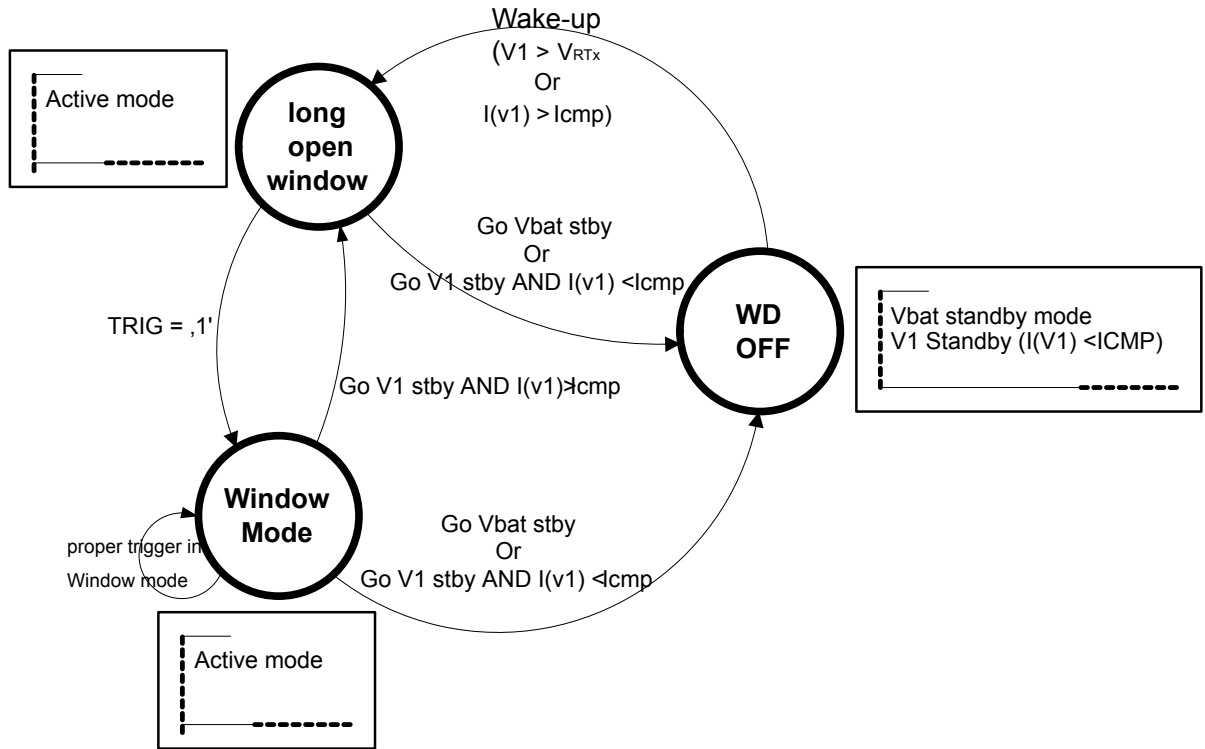 Wake-up
(V1 > VRTx
Or
I(v1) > Icmp)
Active mode
long
open
window
Go Vbat stby
Or
Go V1 stby AND I(v1) <Icmp
WD
OFF
Vbat standby mode
V1 Standby (I(V1) <ICMP)
TRIG = ‚1'
Go V1 stby AND I(v1)>Icmp
Window
Mode
proper trigger in
Window mode
Go Vbat stby
Or
Go V1 stby AND I(v1) <Icmp
Active mode